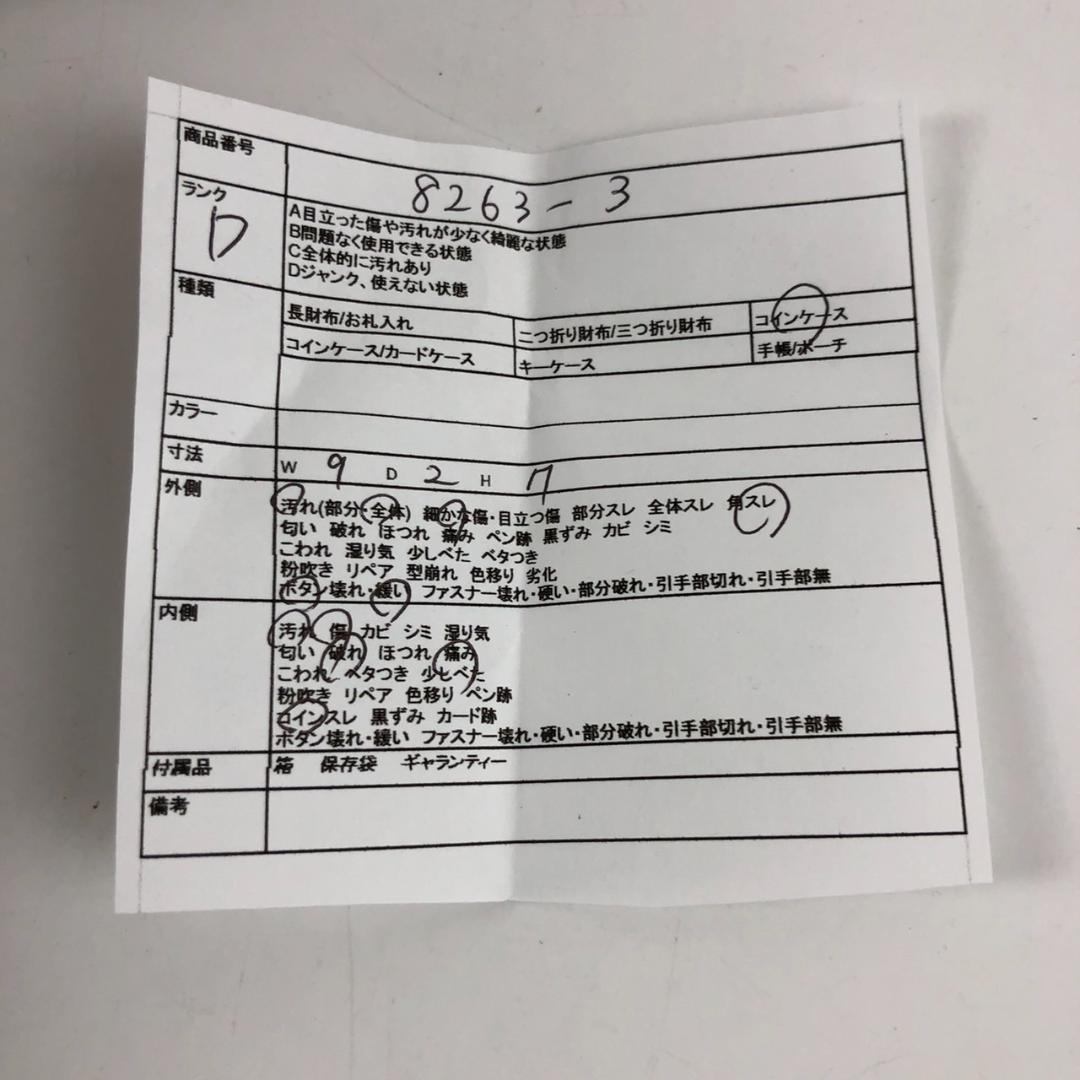 商品番号 8263-3
ランク D
A目立った傷や汚れが少なく綺麗な状態
B問題なく使用できる状態
C全体的に汚れあり
Dジャンク、使えない状態
種類
長財布/お札入れ 二つ折り財布/三つ折り財布 コインケース
コインケース/カードケース キーケース 手帳/ポーチ
カラー
寸法 W 9 D 2 H 7
外側
汚れ(部分・全体) 細かな傷・目立つ傷 部分スレ 全体スレ 角スレ
匂い 破れ ほつれ 痛み ペン跡 黒ずみ カビ シミ
こわれ 湿り気 少しべた ベタつき
粉吹き リペア 型崩れ 色移り 劣化
ボタン壊れ・緩い ファスナー壊れ・硬い・部分破れ・引手部切れ・引手部無
内側
汚れ 傷 カビ シミ 湿り気
匂い 破れ ほつれ 痛み
こわれ ベタつき 少しべた
粉吹き リペア 色移り ペン跡
コインスレ 黒ずみ カード跡
ボタン壊れ・緩い ファスナー壊れ・硬い・部分破れ・引手部切れ・引手部無
付属品 箱 保存袋 ギャランティー
備考